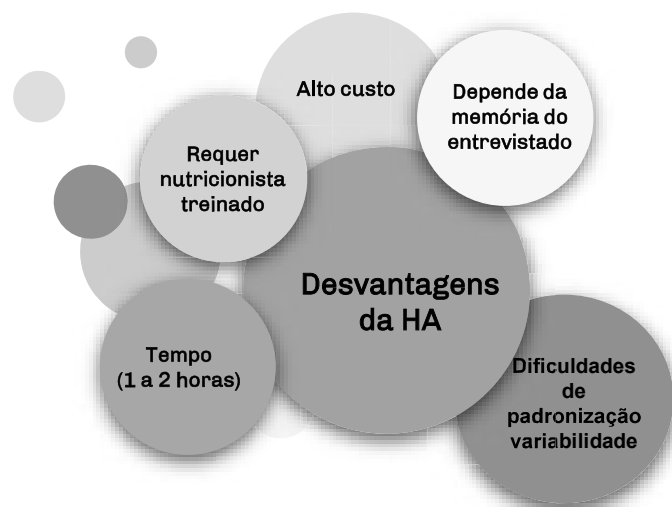 Alto custo
Depende da
memória do
entrevistado
Requer
nutricionista
treinado
Desvantagens
da HA
Tempo
(1 a 2 horas)
Dificuldades
de
padronização
variabilidade